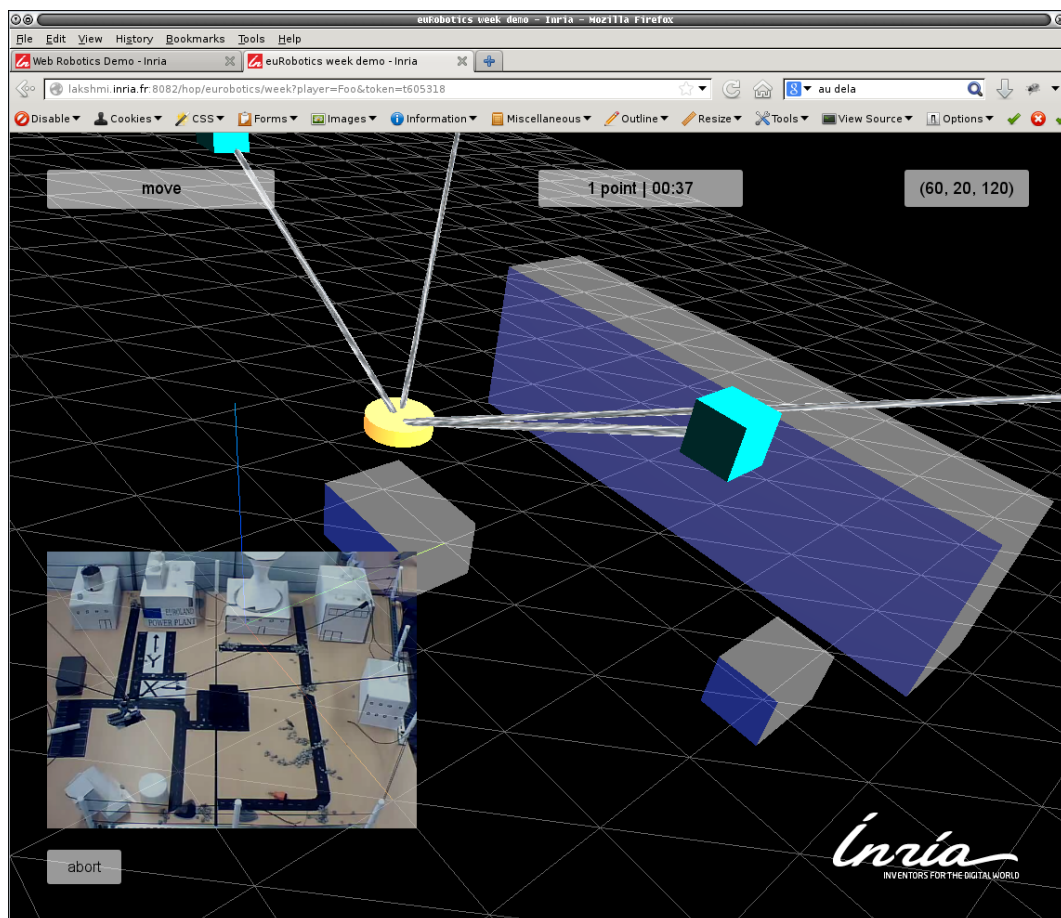 euRobotics week demo - Inria - Mozilla Firefox
File Edit View History Bookmarks Tools Help
Web Robotics Demo - Inria
euRobotics week demo - Inria
lakshmi.inria.fr:8082/hop/eurobotics/week?player=Foo&token=t605318
8
au dela
Disable Cookies CSS Forms Images Information Miscellaneous Outline Resize Tools View Source Options
move
1 point | 00:37
(60, 20, 120)
POWER PLANT
Y
X
abort
Inria
INVENTORS FOR THE DIGITAL WORLD